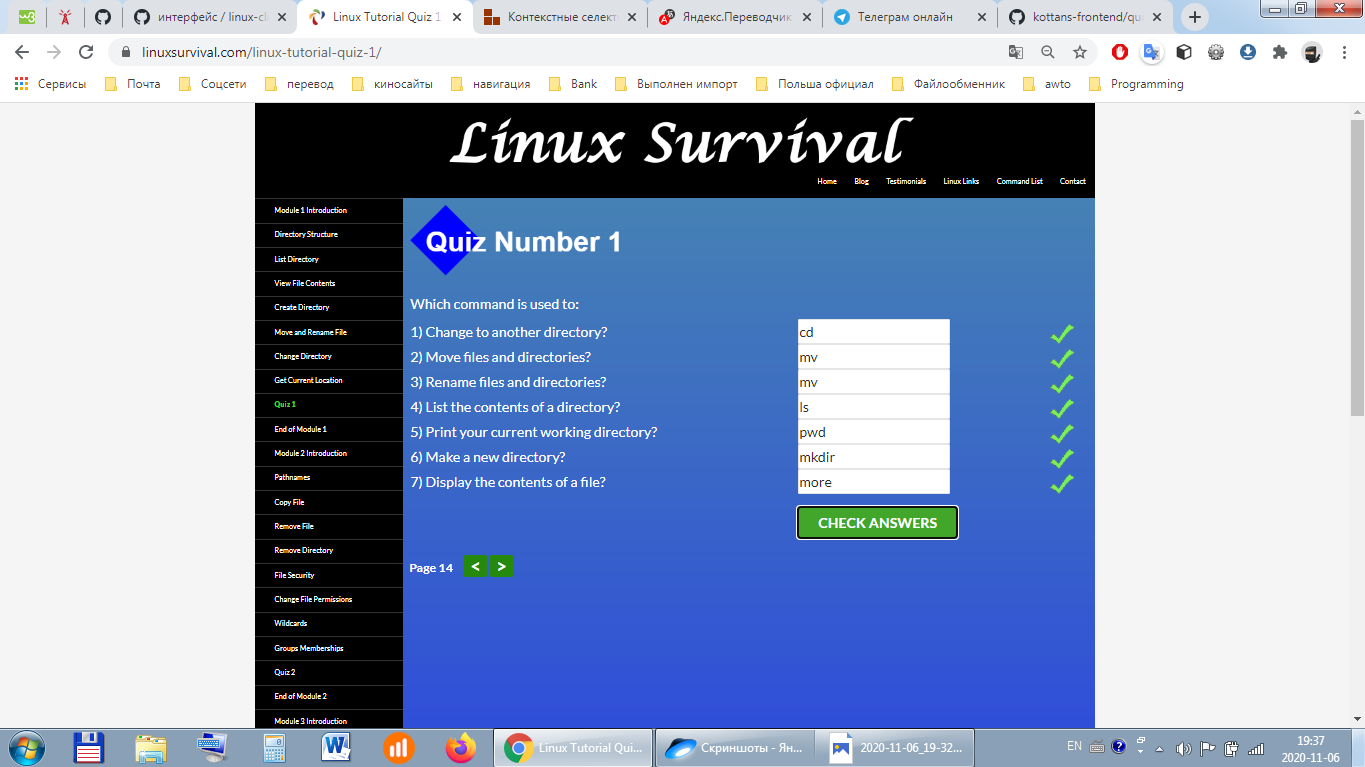 интерфейс / linux-cli
Linux Tutorial Quiz 1
Контекстные селект
Яндекс.Переводчик
Телеграм онлайн
kottans-frontend/qu
linuxsurvival.com/linux-tutorial-quiz-1/
Сервисы Почта Соцсети перевод киносайты навигация Bank Выполнен импорт Польша официал Файлообменник awto Programming
Linux Survival
Home Blog Testimonials Linux Links Command List Contact
Module 1 Introduction
Directory Structure
List Directory
View File Contents
Create Directory
Move and Rename File
Change Directory
Get Current Location
Quiz 1
End of Module 1
Module 2 Introduction
Pathnames
Copy File
Remove File
Remove Directory
File Security
Change File Permissions
Wildcards
Groups Memberships
Quiz 2
End of Module 2
Module 3 Introduction
Quiz Number 1
Which command is used to:
1) Change to another directory? cd
2) Move files and directories? mv
3) Rename files and directories? mv
4) List the contents of a directory? ls
5) Print your current working directory? pwd
6) Make a new directory? mkdir
7) Display the contents of a file? more
CHECK ANSWERS
Page 14 < >
Linux Tutorial Qui...
Скриншоты - Ян...
2020-11-06_19-32...
EN
19:37
2020-11-06